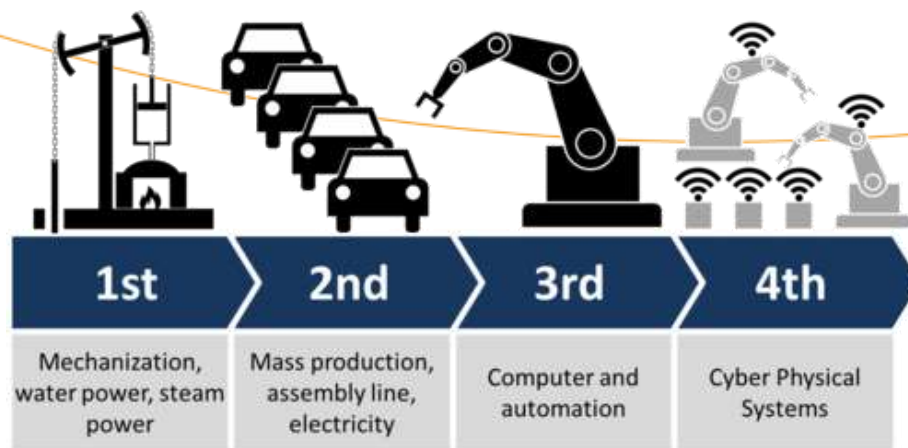 1st
2nd
3rd
4th
Mechanization,
water power, steam
power
Mass production,
assembly line,
electricity
Computer and
automation
Cyber Physical
Systems